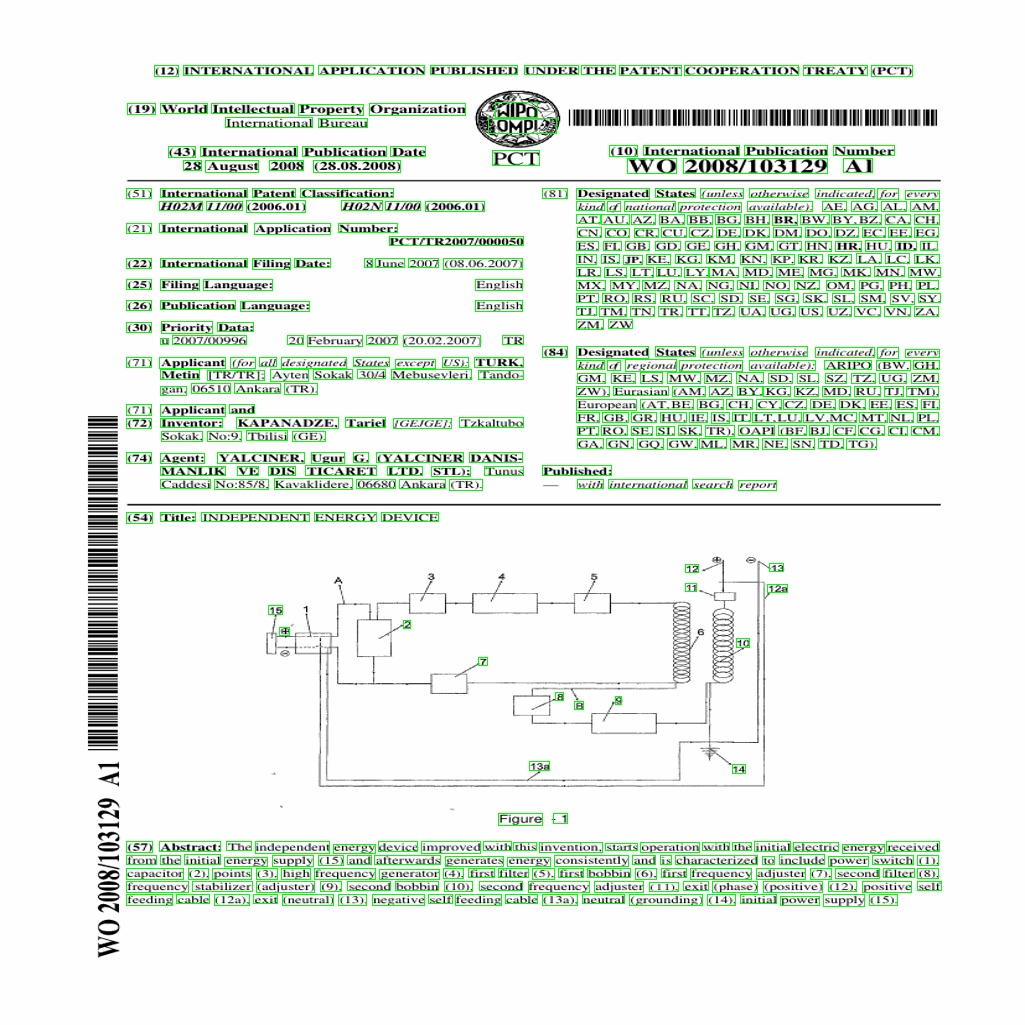 (12) INTERNATIONAL APPLICATION PUBLISHED UNDER THE PATENT COOPERATION TREATY (PCT)
(19) World Intellectual Property Organization
International Bureau
WIPO
OMPI
PCT
(43) International Publication Date
28 August 2008 (28.08.2008)
(10) International Publication Number
WO 2008/103129 A1
(51) International Patent Classification:
H02M 11/00 (2006.01) H02N 11/00 (2006.01)
(21) International Application Number:
PCT/TR2007/000050
(22) International Filing Date: 8 June 2007 (08.06.2007)
(25) Filing Language: English
(26) Publication Language: English
(30) Priority Data:
u 2007/00996 20 February 2007 (20.02.2007) TR
(71) Applicant (for all designated States except US): TURK,
Metin [TR/TR]; Ayten Sokak 30/4 Mebusevleri, Tando-
gan, 06510 Ankara (TR).
(71) Applicant and
(72) Inventor: KAPANADZE, Tariel [GE/GE]; Tzkaltubo
Sokak, No:9, Tbilisi (GE)
(74) Agent: YALCINER, Ugur G. (YALCINER DANIS-
MANLIK VE DIS TICARET LTD. STL); Tunus
Caddesi No:85/8, Kavaklidere, 06680 Ankara (TR).
(81) Designated States (unless otherwise indicated, for every
kind of national protection available): AE, AG, AL, AM,
AT, AU, AZ, BA, BB, BG, BH, BR, BW, BY, BZ, CA, CH,
CN, CO, CR, CU, CZ, DE, DK, DM, DO, DZ, EC, EE, EG,
ES, FI, GB, GD, GE, GH, GM, GT, HN, HR, HU, ID, IL,
IN, IS, JP, KE, KG, KM, KN, KP, KR, KZ, LA, LC, LK,
LR, LS, LT, LU, LY, MA, MD, ME, MG, MK, MN, MW,
MX, MY, MZ, NA, NG, NI, NO, NZ, OM, PG, PH, PL,
PT, RO, RS, RU, SC, SD, SE, SG, SK, SL, SM, SV, SY,
TJ, TM, TN, TR, TT, TZ, UA, UG, US, UZ, VC, VN, ZA,
ZM, ZW
(84) Designated States (unless otherwise indicated, for every
kind of regional protection available): ARIPO (BW, GH,
GM, KE, LS, MW, MZ, NA, SD, SL, SZ, TZ, UG, ZM,
ZW), Eurasian (AM, AZ, BY, KG, KZ, MD, RU, TJ, TM),
European (AT, BE, BG, CH, CY, CZ, DE, DK, EE, ES, FI,
FR, GB, GR, HU, IE, IS, IT, LT, LU, LV, MC, MT, NL, PL,
PT, RO, SE, SI, SK, TR), OAPI (BF, BJ, CF, CG, CI, CM,
GA, GN, GQ, GW, ML, MR, NE, SN, TD, TG).
Published:
— with international search report
(54) Title: INDEPENDENT ENERGY DEVICE
12 13
A 3 4 5 11 12a
15 1
2 6 10
7
8 B 9
13a 14
Figure - 1
(57) Abstract: The independent energy device improved with this invention, starts operation with the initial electric energy received
from the initial energy supply (15) and afterwards generates energy consistently and is characterized to include power switch (1),
capacitor (2), points (3), high frequency generator (4), first filter (5), first bobbin (6), first frequency adjuster (7), second filter (8),
frequency stabilizer (adjuster) (9), second bobbin (10), second frequency adjuster (11), exit (phase) (positive) (12), positive self
feeding cable (12a), exit (neutral) (13), negative self feeding cable (13a), neutral (grounding) (14), initial power supply (15).
WO 2008/103129 A1